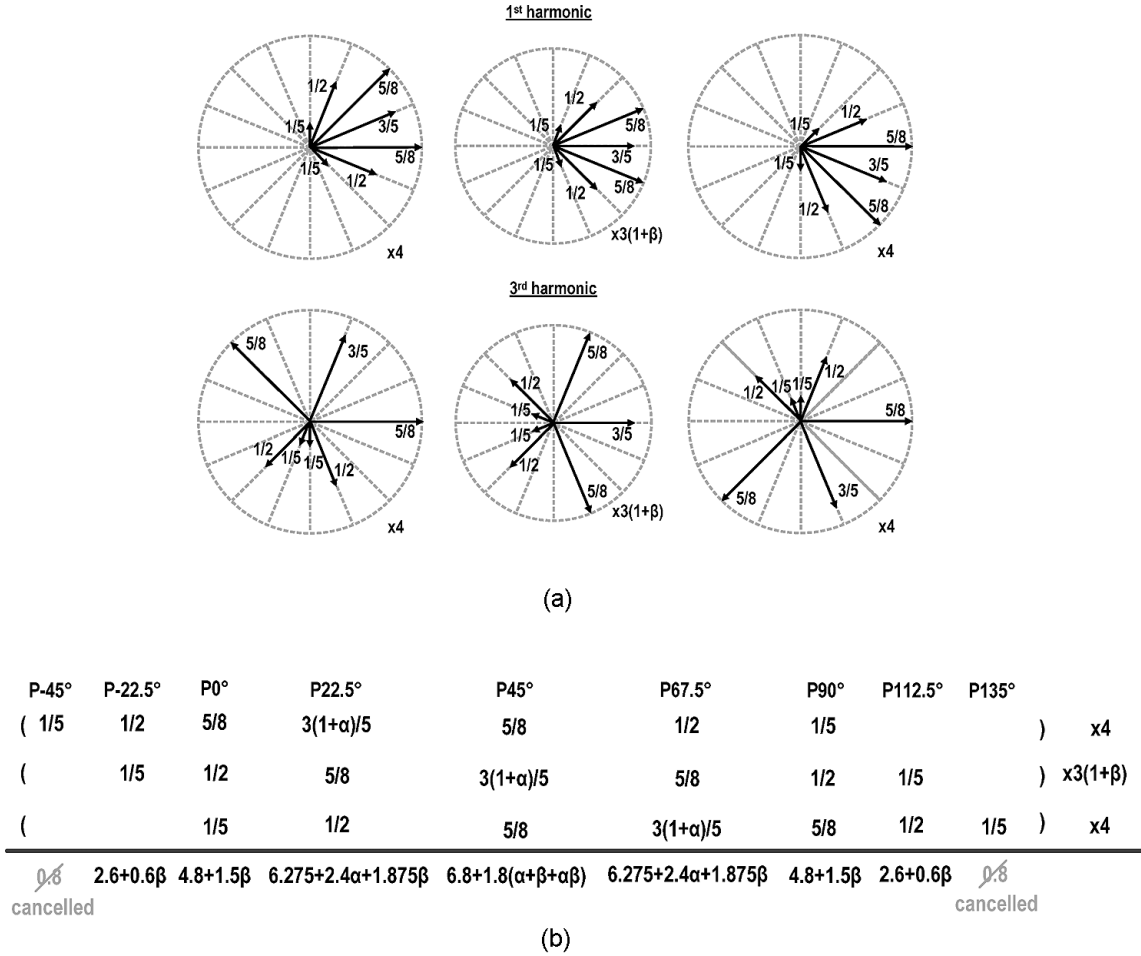 1st harmonic
1/2 5/8 1/2 1/2
1/5 3/5 1/5 5/8 1/5 5/8
5/8 3/5 3/5
1/5 1/2 1/5 5/8 1/5 5/8
1/2 1/2
x4 x3(1+β) x4
3rd harmonic
5/8 3/5 5/8 1/2
1/2 1/2 1/5 1/5
5/8 1/5 3/5 5/8
1/2 1/5 1/5 1/2 1/5 1/2 5/8 5/8 3/5
x4 x3(1+β) x4
(a)
P-45° P-22.5° P0° P22.5° P45° P67.5° P90° P112.5° P135°
( 1/5 1/2 5/8 3(1+α)/5 5/8 1/2 1/5 ) x4
( 1/5 1/2 5/8 3(1+α)/5 5/8 1/2 1/5 ) x3(1+β)
( 1/5 1/2 5/8 3(1+α)/5 5/8 1/2 1/5 ) x4
0.8 2.6+0.6β 4.8+1.5β 6.275+2.4α+1.875β 6.8+1.8(α+β+αβ) 6.275+2.4α+1.875β 4.8+1.5β 2.6+0.6β 0.8
cancelled cancelled
(b)